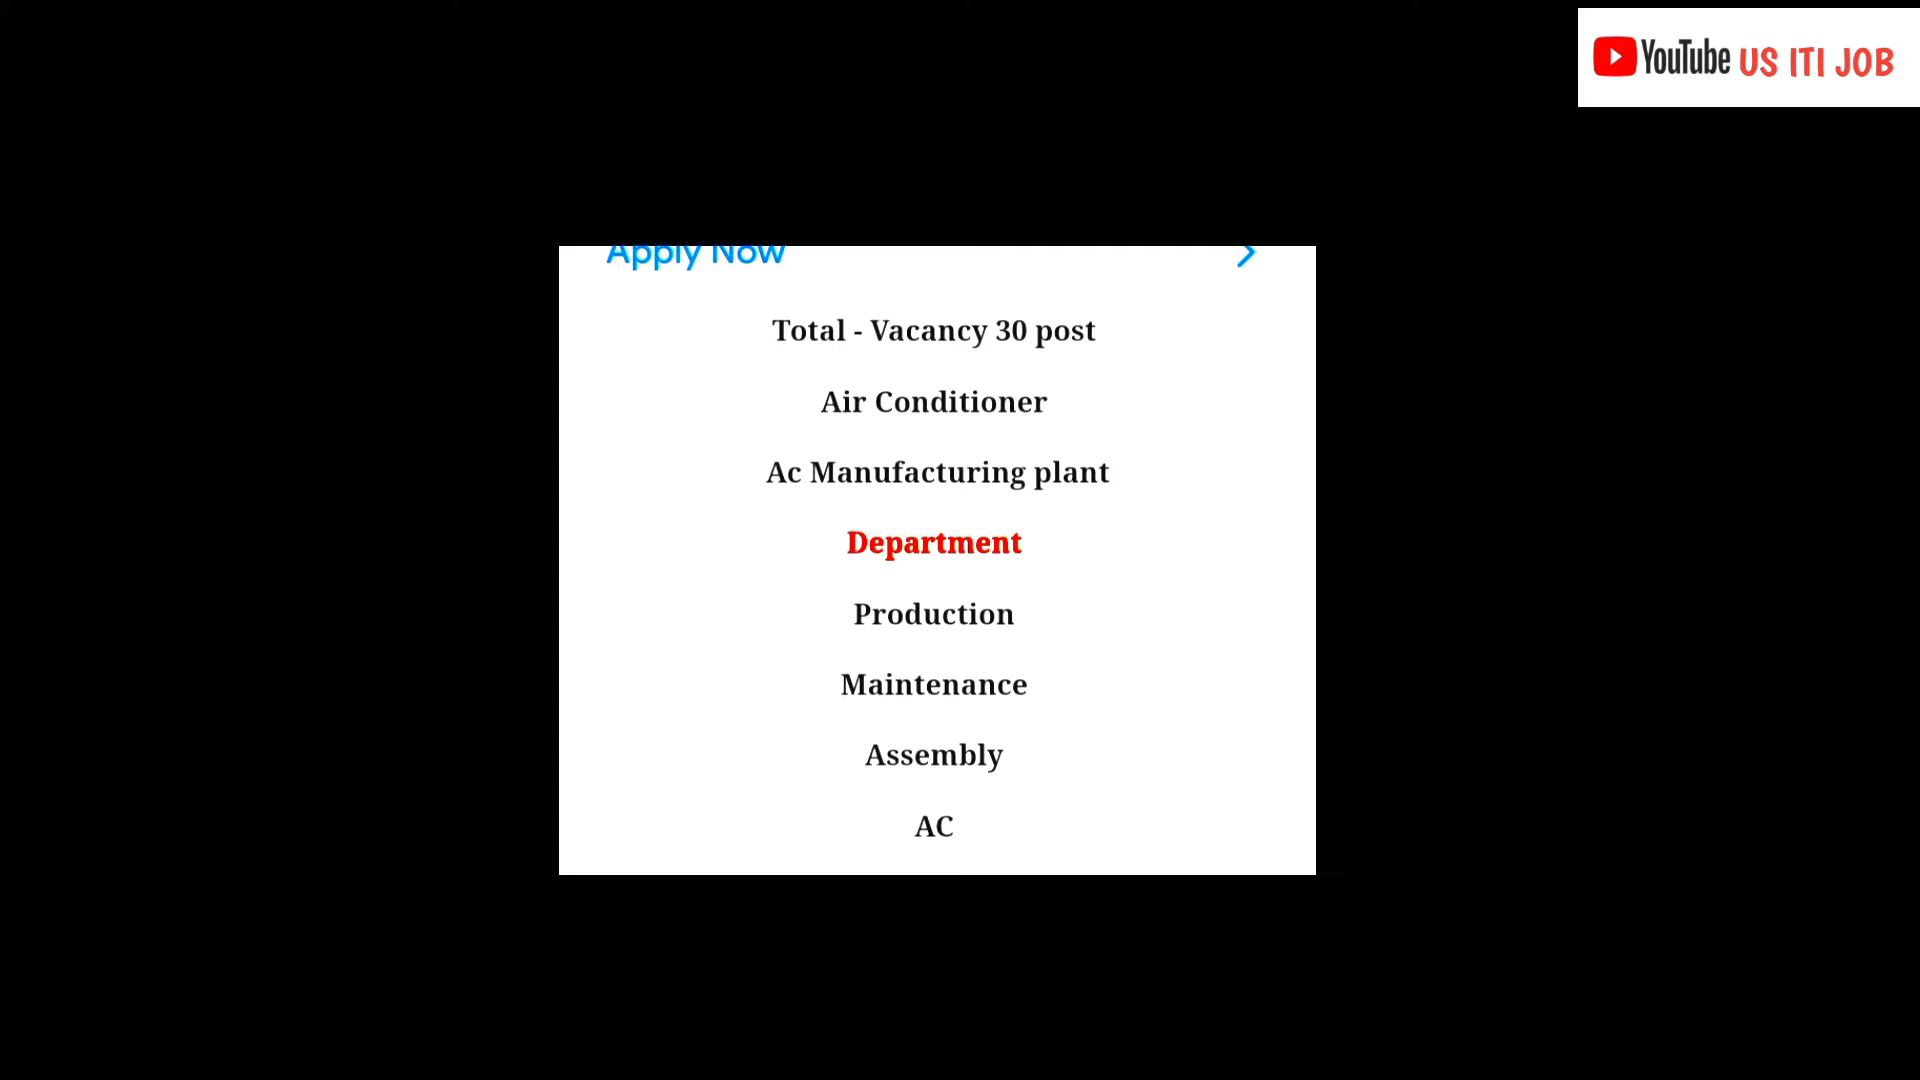 YouTube US ITI JOB
Apply Now
Total - Vacancy 30 post
Air Conditioner
Ac Manufacturing plant
Department
Production
Maintenance
Assembly
AC